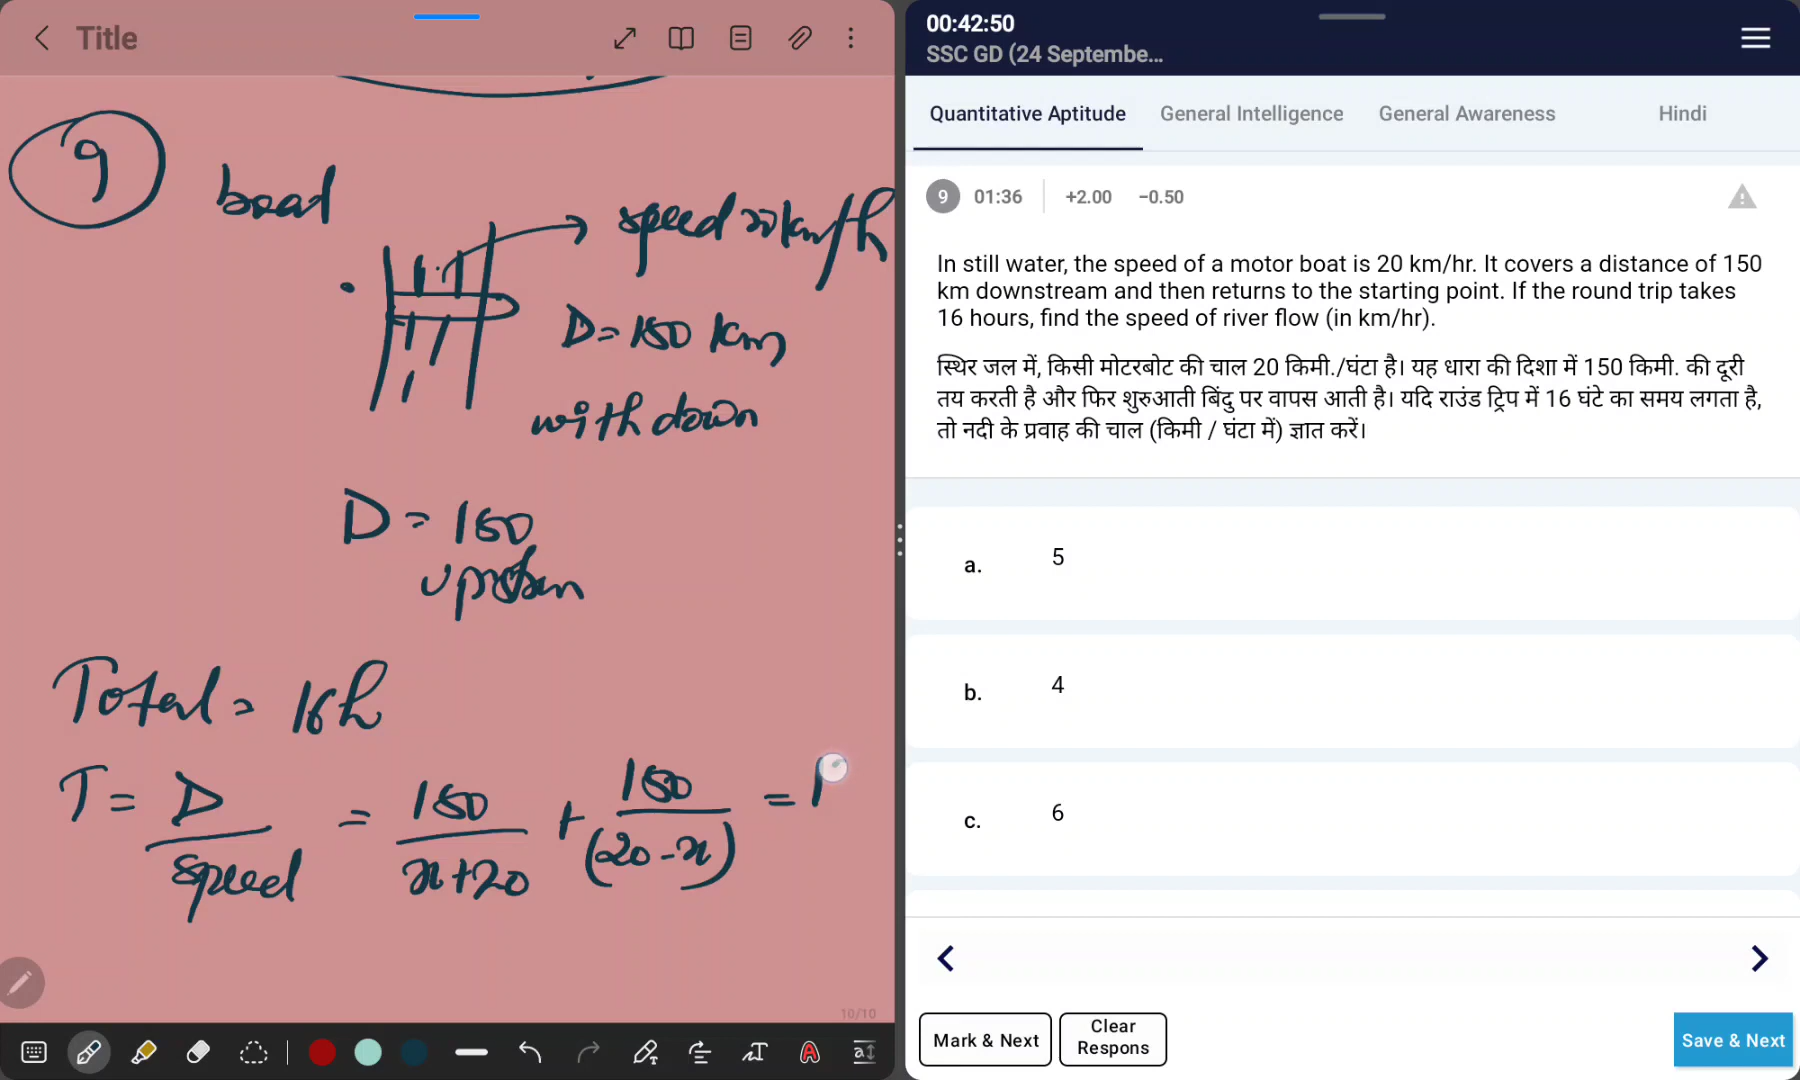 Title
9
boat
speed 20 km/h
D = 150 km
with down
D = 150
Total = 16h
T = D/speed = 150/x+20 + 150/(20-x) = 1
10/10
00:42:50
SSC GD (24 Septembe...
Quantitative Aptitude General Intelligence General Awareness Hindi
9 01:36 +2.00 −0.50
In still water, the speed of a motor boat is 20 km/hr. It covers a distance of 150
km downstream and then returns to the starting point. If the round trip takes
16 hours, find the speed of river flow (in km/hr).
स्थिर जल में, किसी मोटरबोट की चाल 20 किमी./घंटा है। यह धारा की दिशा में 150 किमी. की दूरी
तय करती है और फिर शुरुआती बिंदु पर वापस आती है। यदि राउंड ट्रिप में 16 घंटे का समय लगता है,
तो नदी के प्रवाह की चाल (किमी / घंटा में) ज्ञात करें।
a. 5
b. 4
c. 6
Mark & Next
Clear
Respons
Save & Next